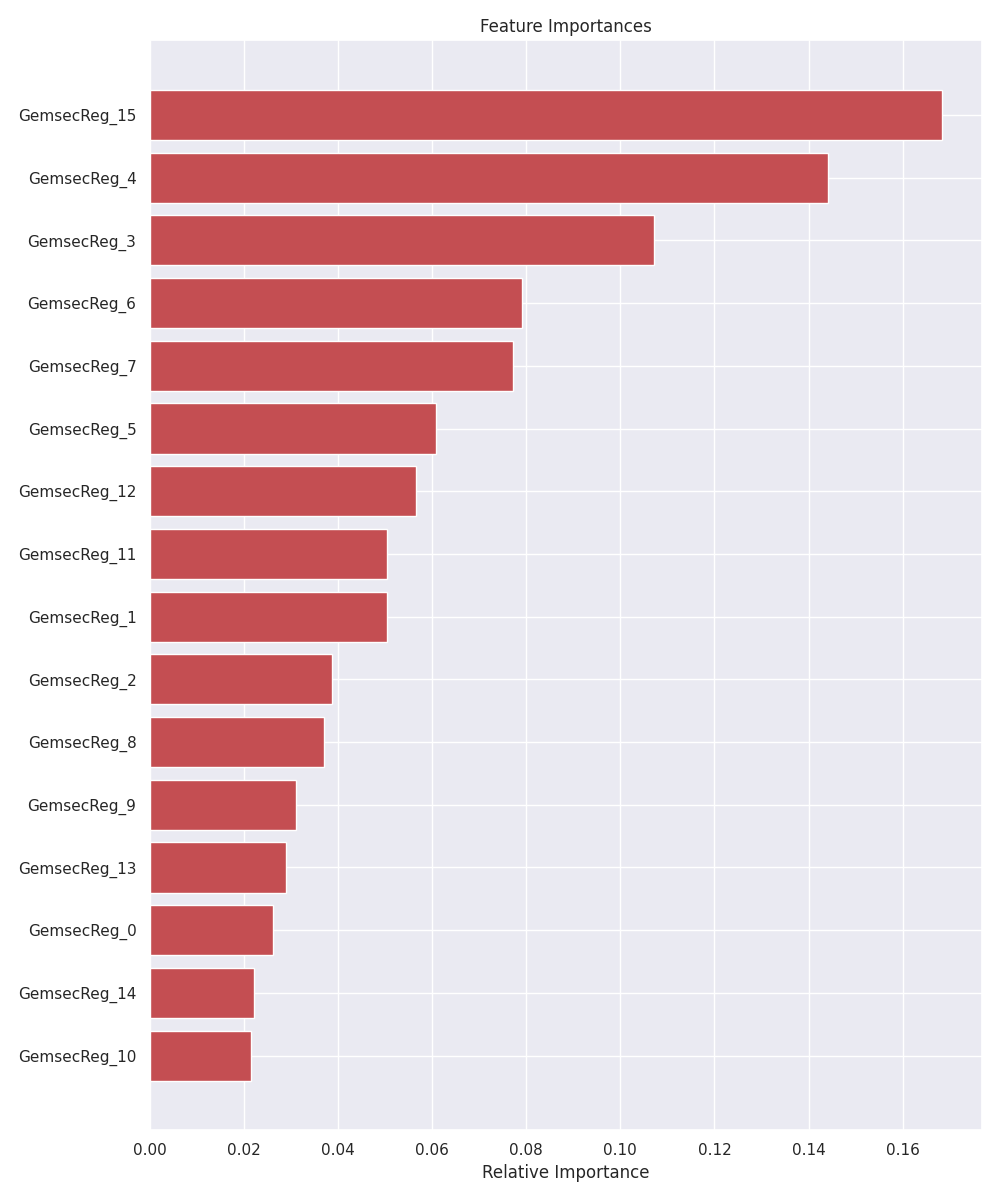 Feature Importances
GemsecReg_15
GemsecReg_4
GemsecReg_3
GemsecReg_6
GemsecReg_7
GemsecReg_5
GemsecReg_12
GemsecReg_11
GemsecReg_1
GemsecReg_2
GemsecReg_8
GemsecReg_9
GemsecReg_13
GemsecReg_0
GemsecReg_14
GemsecReg_10
0.00 0.02 0.04 0.06 0.08 0.10 0.12 0.14 0.16
Relative Importance